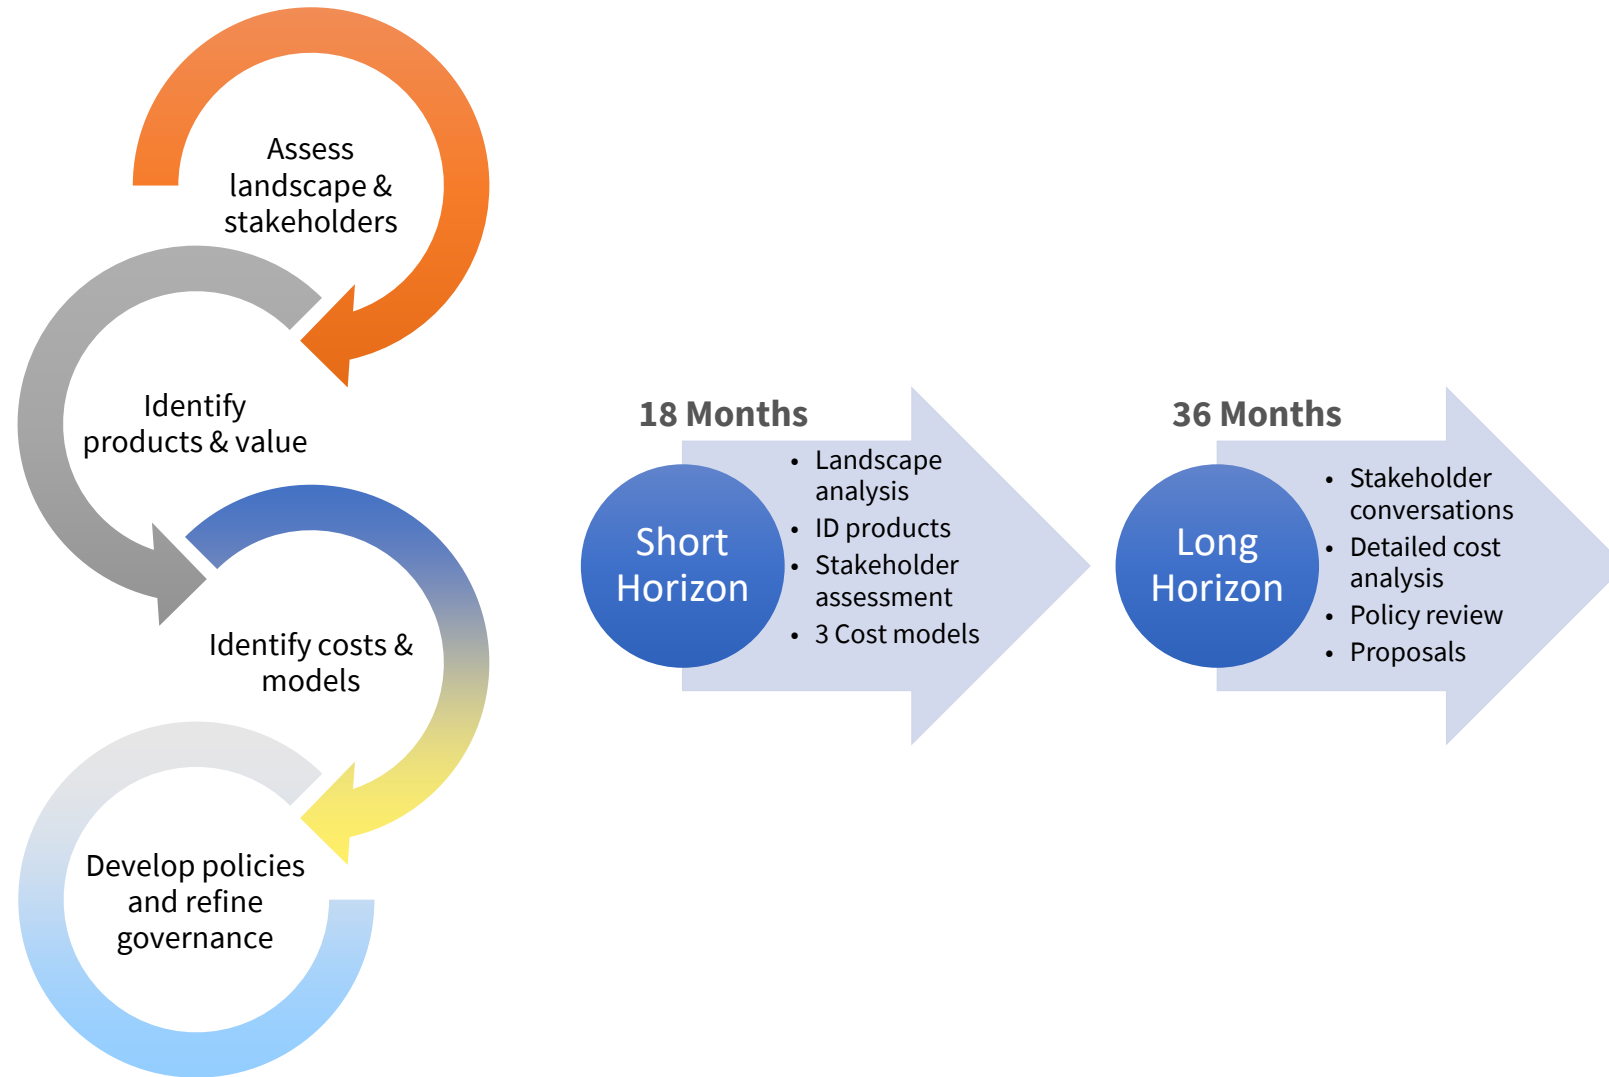 Assess
landscape &
stakeholders
Identify
products & value
Identify costs &
models
Develop policies
and refine
governance
18 Months
Short
Horizon
• Landscape
analysis
• ID products
• Stakeholder
assessment
• 3 Cost models
36 Months
Long
Horizon
• Stakeholder
conversations
• Detailed cost
analysis
• Policy review
• Proposals